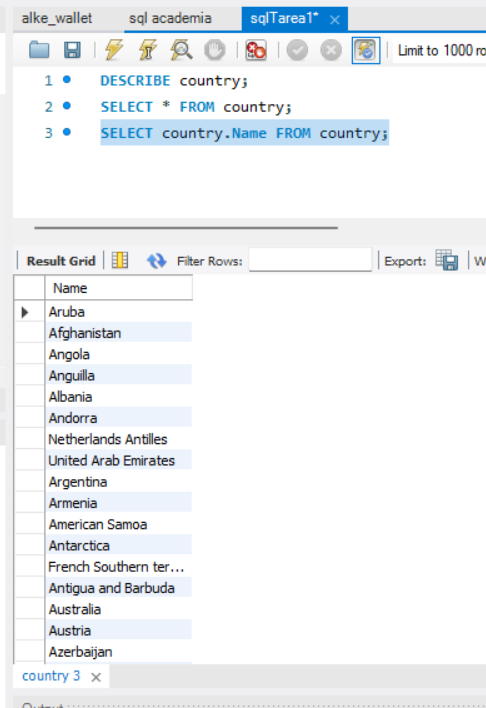 alke_wallet sql academia sqlTarea1* ×
Limit to 1000 ro
1 DESCRIBE country;
2 SELECT * FROM country;
3 SELECT country.Name FROM country;
Result Grid Filter Rows: Export: W
Name
Aruba
Afghanistan
Angola
Anguilla
Albania
Andorra
Netherlands Antilles
United Arab Emirates
Argentina
Armenia
American Samoa
Antarctica
French Southern ter...
Antigua and Barbuda
Australia
Austria
Azerbaijan
country 3 ×
Output